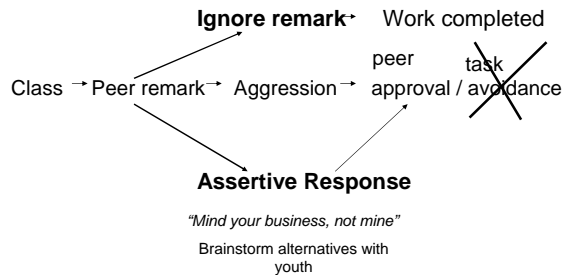 Ignore remark Work completed
peer
task
Class Peer remark Aggression approval / avoidance
Assertive Response
“Mind your business, not mine”
Brainstorm alternatives with
youth